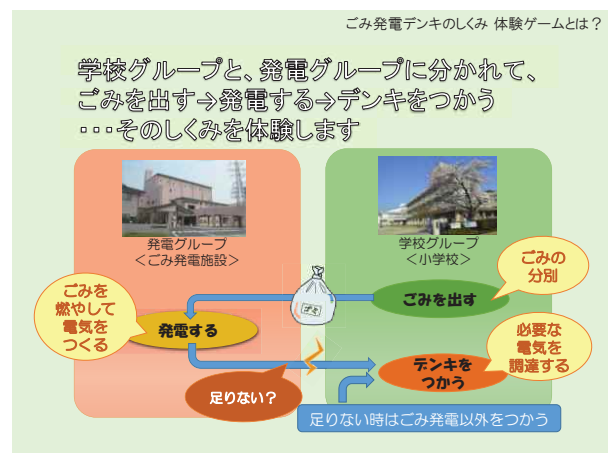 ごみ発電デンキのしくみ 体験ゲームとは？
学校グループと、発電グループに分かれて、
ごみを出す→発電する→デンキをつかう
・・・そのしくみを体験します
発電グループ
＜ごみ発電施設＞
学校グループ
＜小学校＞
ごみの
分別
ごみを出す
ごみを
燃やして
電気を
つくる
発電する
必要な
電気を
調達する
デンキを
つかう
足りない？
足りない時はごみ発電以外をつかう